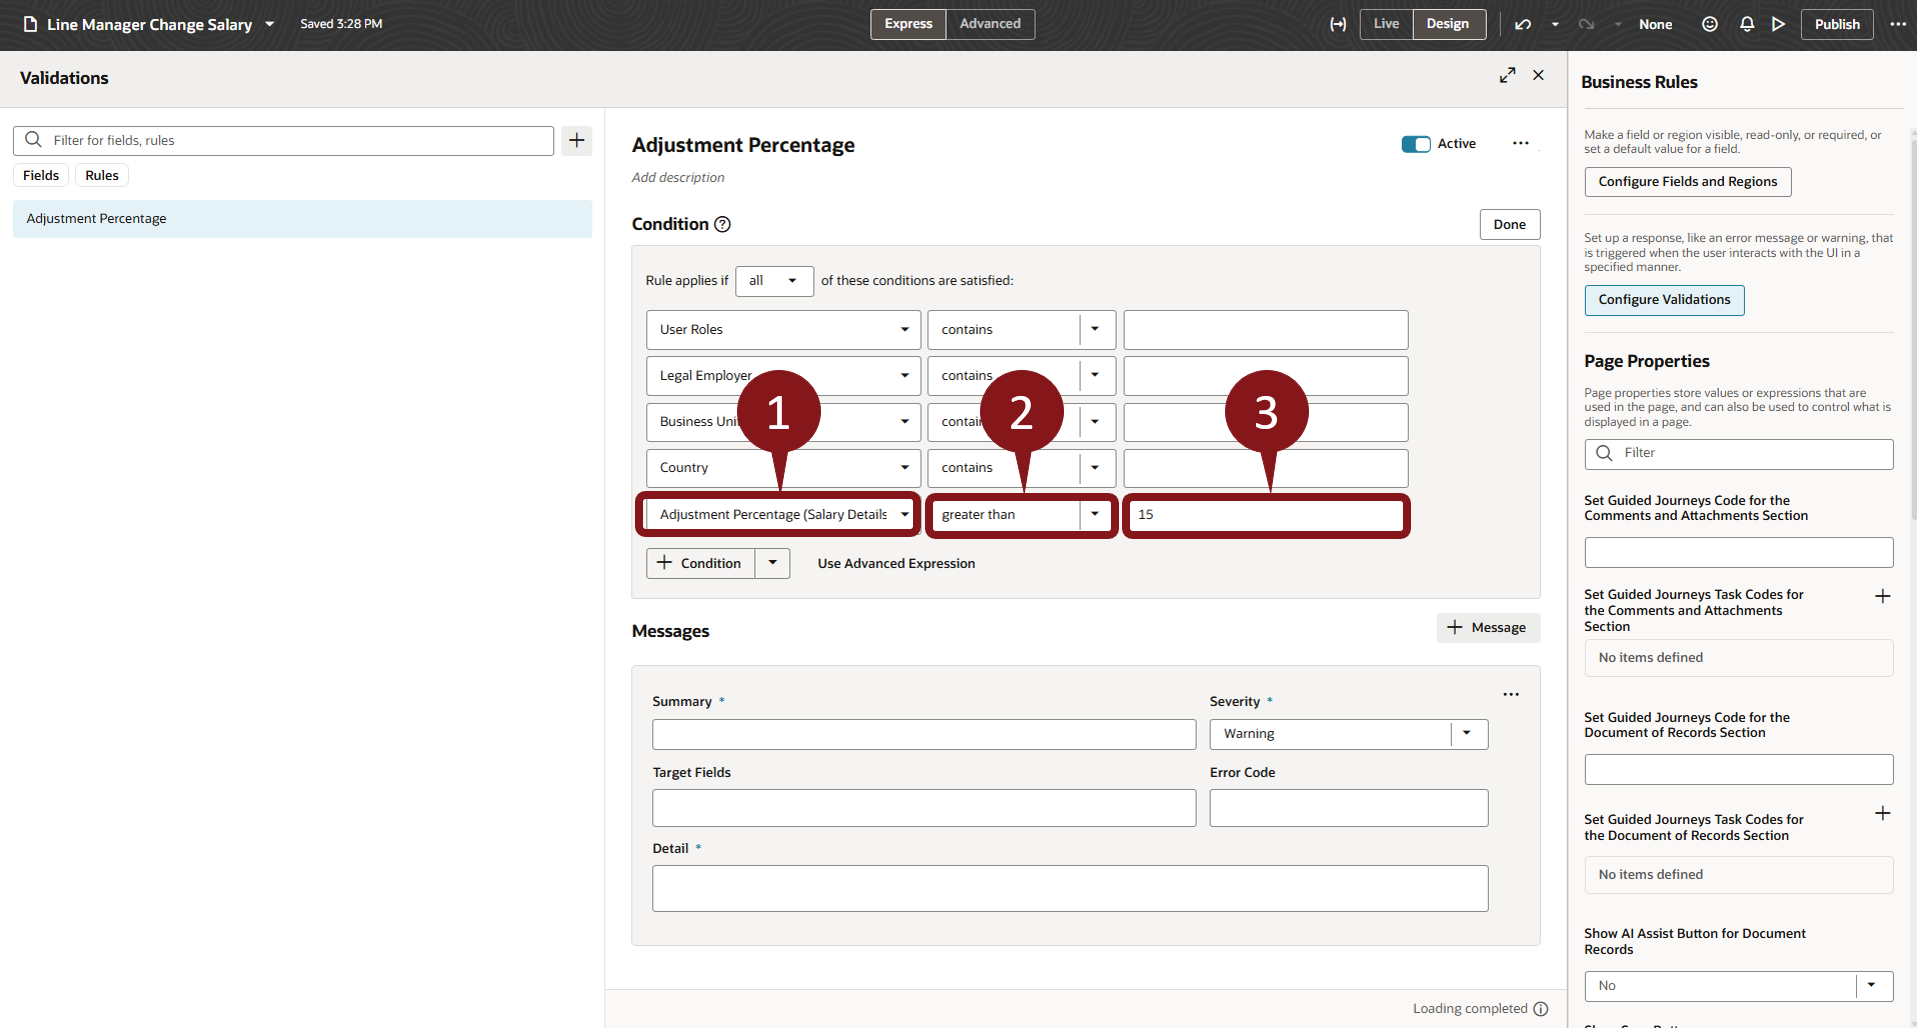 Line Manager Change Salary
Saved 3:28 PM
Express
Advanced
Live
Design
None
Publish
Validations
Filter for fields, rules
Fields
Rules
Adjustment Percentage
Adjustment Percentage
Active
Add description
Condition
Done
Rule applies if all of these conditions are satisfied:
User Roles
contains
Legal Employer
contains
Business Uni
contai
Country
contains
1
2
3
Adjustment Percentage (Salary Details
greater than
15
Condition
Use Advanced Expression
Messages
Message
Summary *
Severity *
Warning
Target Fields
Error Code
Detail *
Loading completed
Business Rules
Make a field or region visible, read-only, or required, or
set a default value for a field.
Configure Fields and Regions
Set up a response, like an error message or warning, that
is triggered when the user interacts with the UI in a
specified manner.
Configure Validations
Page Properties
Page properties store values or expressions that are
used in the page, and can also be used to control what is
displayed in a page.
Filter
Set Guided Journeys Code for the
Comments and Attachments Section
Set Guided Journeys Task Codes for
the Comments and Attachments
Section
No items defined
Set Guided Journeys Code for the
Document of Records Section
Set Guided Journeys Task Codes for
the Document of Records Section
No items defined
Show AI Assist Button for Document
Records
No